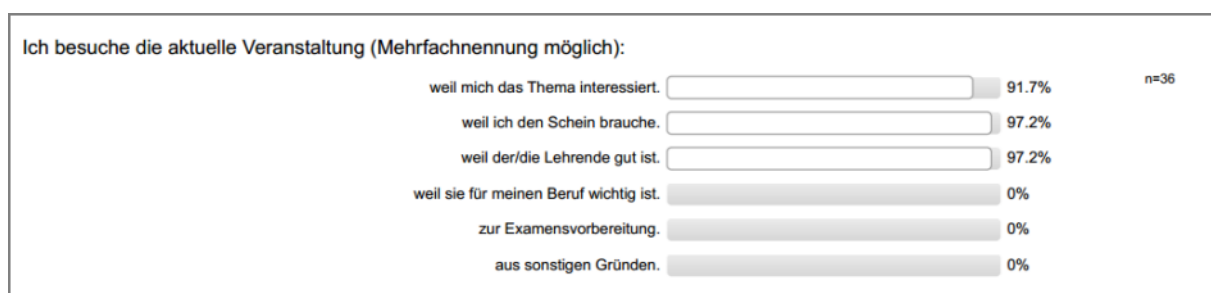 Ich besuche die aktuelle Veranstaltung (Mehrfachnennung möglich):
weil mich das Thema interessiert. 91.7% n=36
weil ich den Schein brauche. 97.2%
weil der/die Lehrende gut ist. 97.2%
weil sie für meinen Beruf wichtig ist. 0%
zur Examensvorbereitung. 0%
aus sonstigen Gründen. 0%